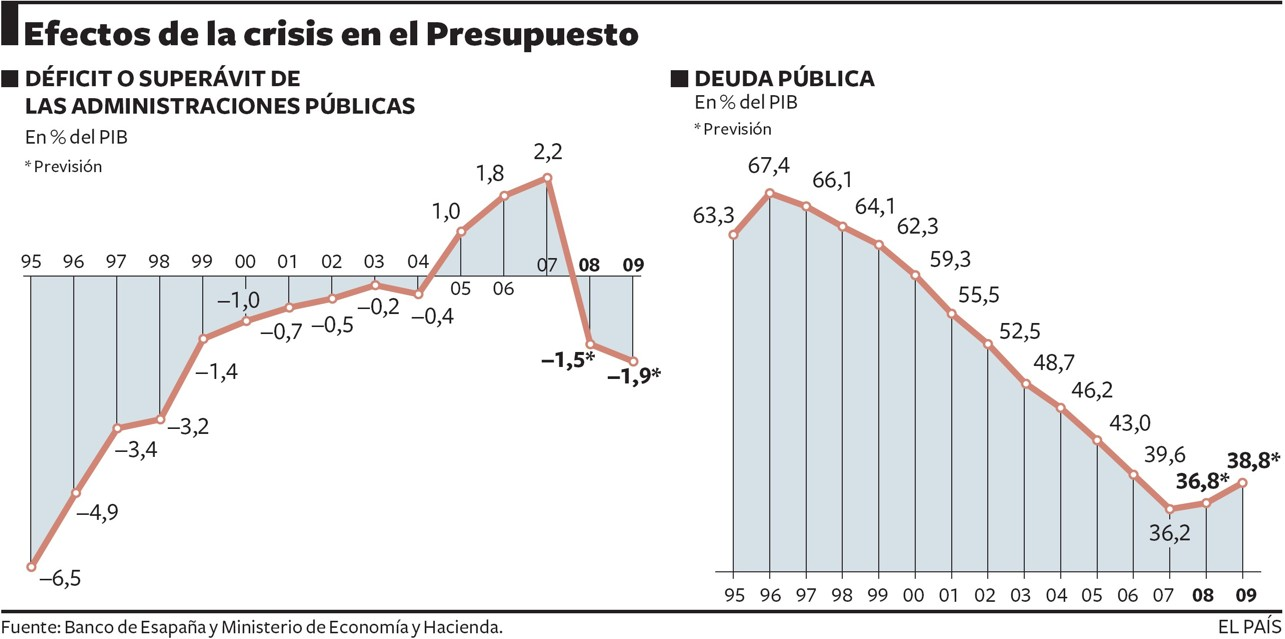 Efectos de la crisis en el Presupuesto
DÉFICIT O SUPERÁVIT DE
LAS ADMINISTRACIONES PÚBLICAS
En % del PIB
* Previsión
2,2
1,8
1,0
95 96 97 98 99 00 01 02 03 04 05 06 07 08 09
–1,0
–0,7
–0,5
–0,2
–0,4
–1,5*
–1,9*
–1,4
–3,2
–3,4
–4,9
–6,5
DEUDA PÚBLICA
En % del PIB
* Previsión
63,3
67,4
66,1
64,1
62,3
59,3
55,5
52,5
48,7
46,2
43,0
39,6
36,2
36,8*
38,8*
95 96 97 98 99 00 01 02 03 04 05 06 07 08 09
Fuente: Banco de Esapaña y Ministerio de Economía y Hacienda.
EL PAÍS